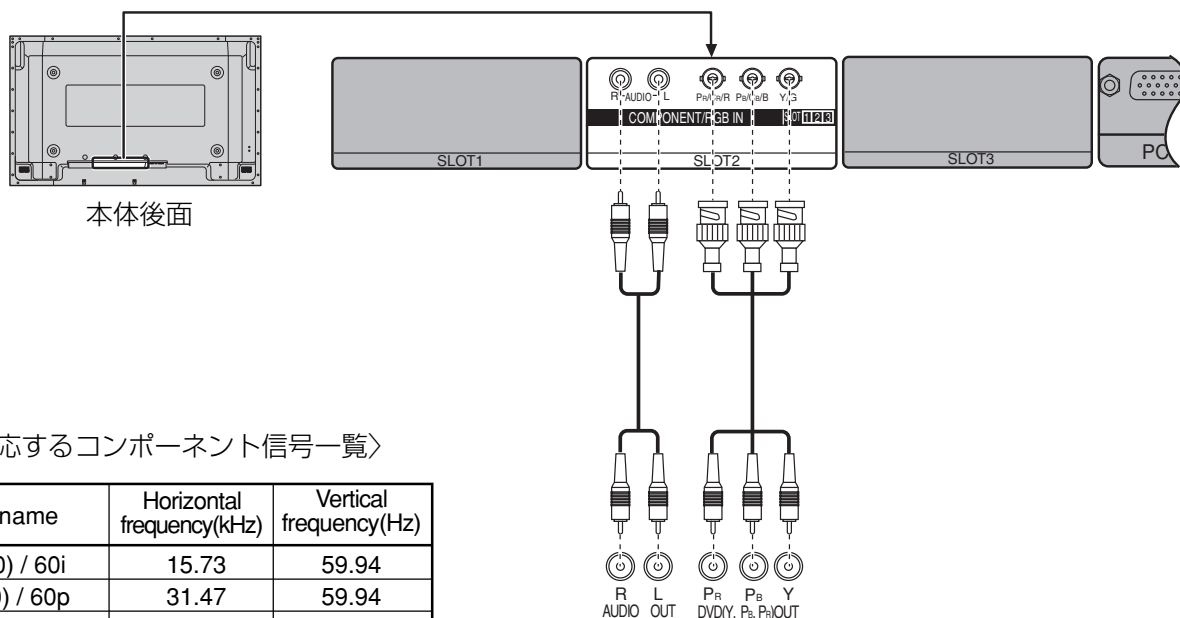 R AUDIO L PR/CR/R PB/CB/B Y/G
COMPONENT/RGB IN SLOT 1 2 3
SLOT1
SLOT2
SLOT3
PC
本体後面
応するコンポーネント信号一覧〉
name
Horizontal frequency(kHz)
Vertical frequency(Hz)
) / 60i 15.73 59.94
) / 60p 31.47 59.94
R L PR PB Y
AUDIO OUT DVD(Y, PB, PR)OUT